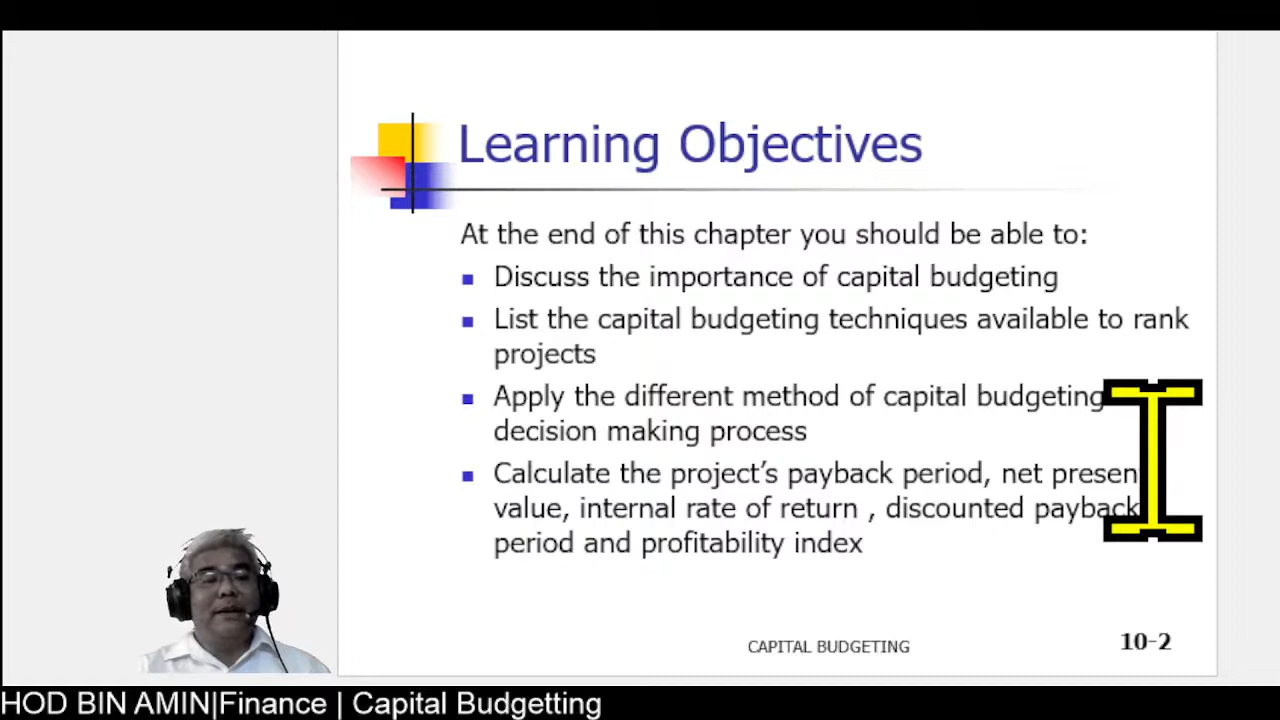 Learning Objectives
At the end of this chapter you should be able to:
Discuss the importance of capital budgeting
List the capital budgeting techniques available to rank
projects
Apply the different method of capital budgeting
decision making process
Calculate the project's payback period, net presen
value, internal rate of return , discounted payback
period and profitability index
CAPITAL BUDGETING
10-2
HOD BIN AMIN|Finance | Capital Budgetting